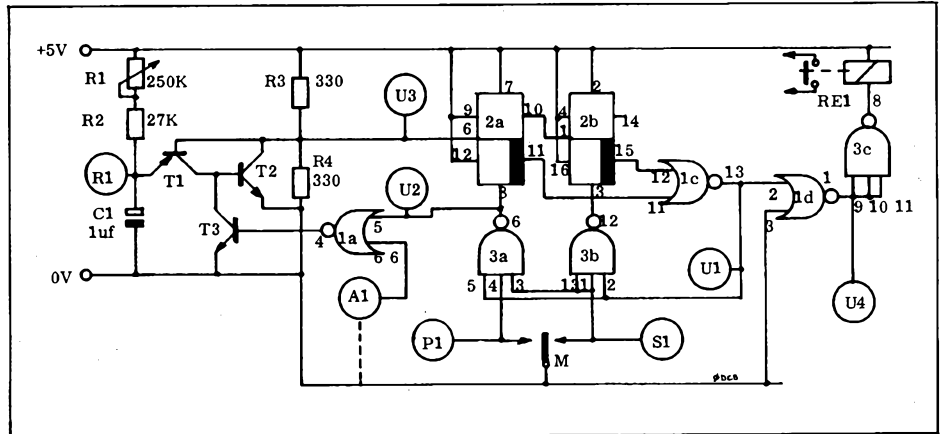 +5V
R1
250K
R2
27K
R1
C1
1uf
0V
T1
T2
T3
R3 330
R4
330
U3
U2
4
1a
5
6 6
A1
9
6
12
7
2a
10
11
8
6
3a
5 4 3
P1
M
S1
4
1
16
2
2b
14
15
3
12
3b
13 1 2
12
11
1c
13
U1
2
3
1d
1
RE1
8
3c
9 10 11
U4
ØDCB